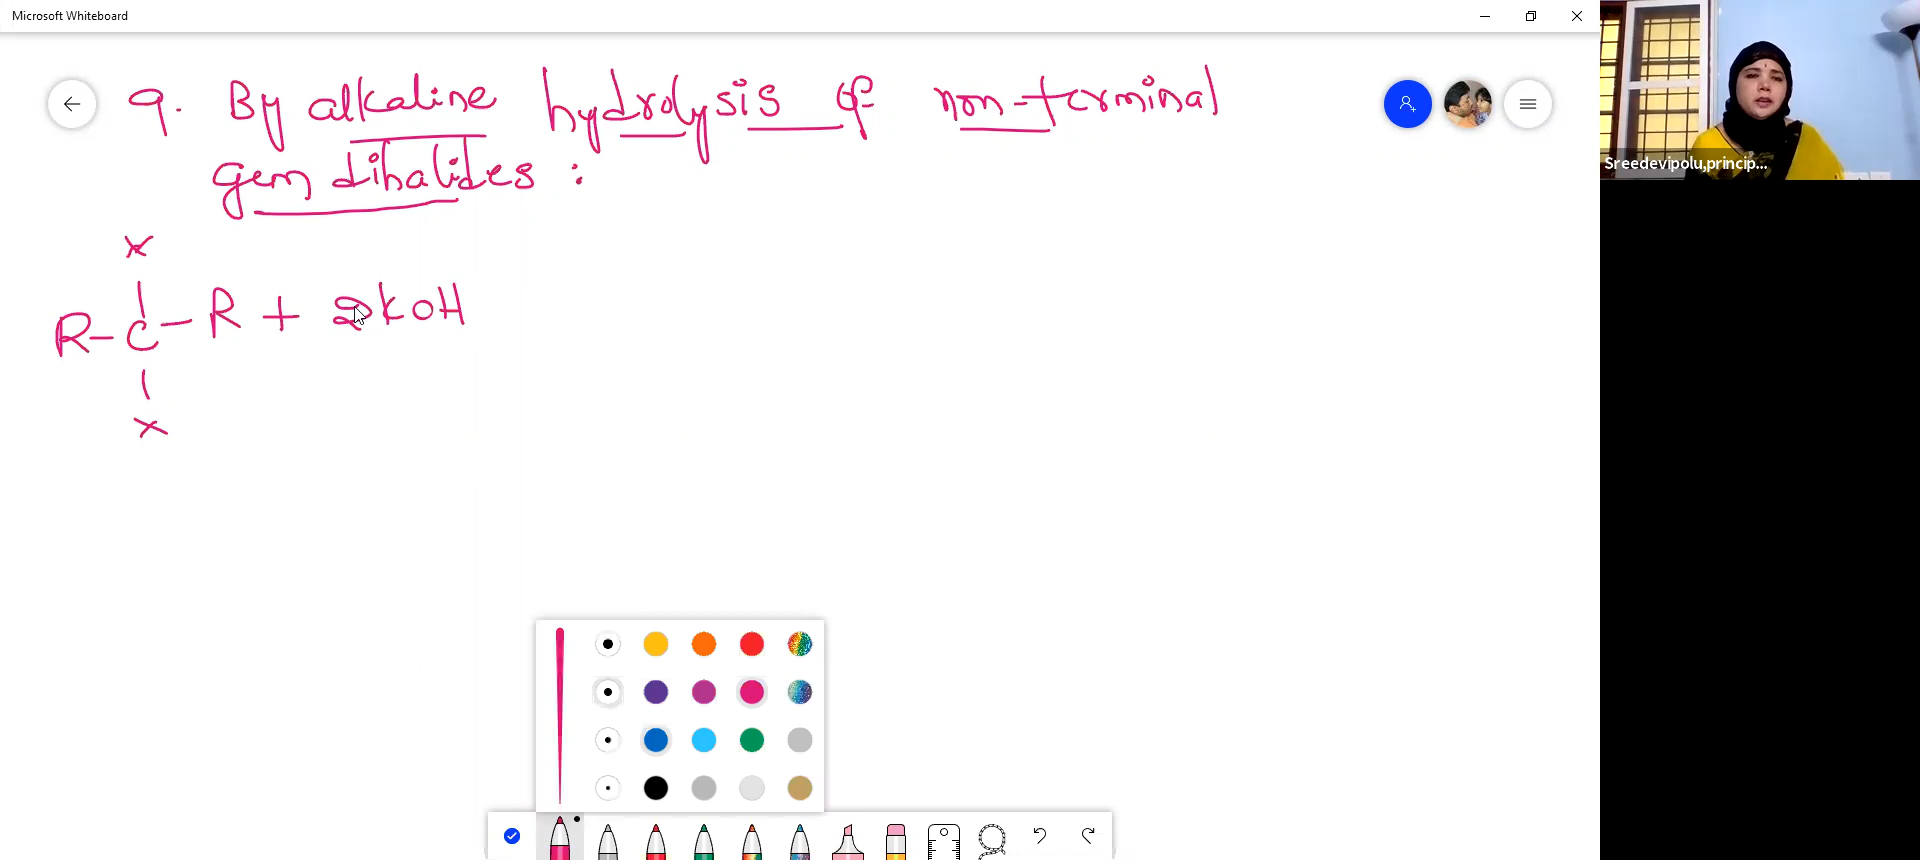 Microsoft Whiteboard
9. By alkaline hydrolysis of non-terminal
gem dihalides :
Sreedevipolu,princip...
X
R-C-R + 2KOH
X